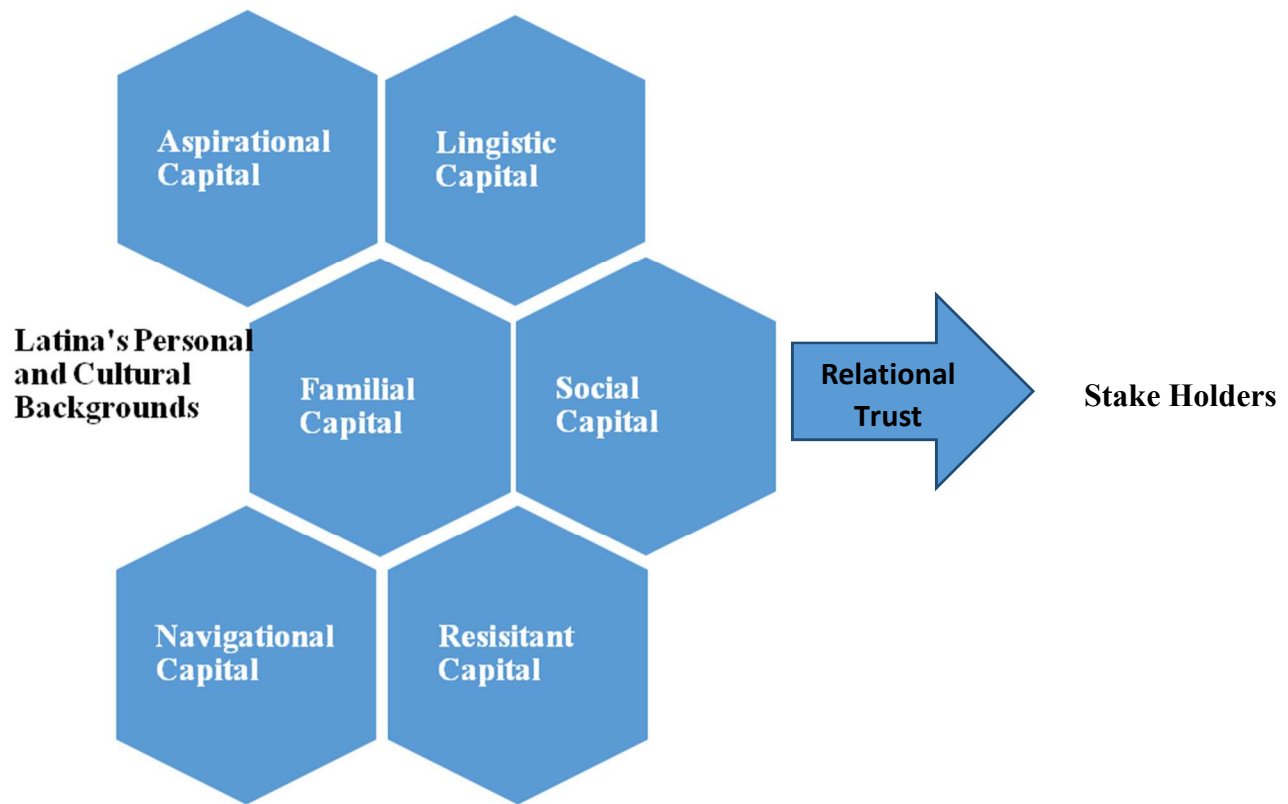 Aspirational
Capital
Lingistic
Capital
Latina's Personal
and Cultural
Backgrounds
Familial
Capital
Social
Capital
Relational
Trust
Stake Holders
Navigational
Capital
Resisitant
Capital